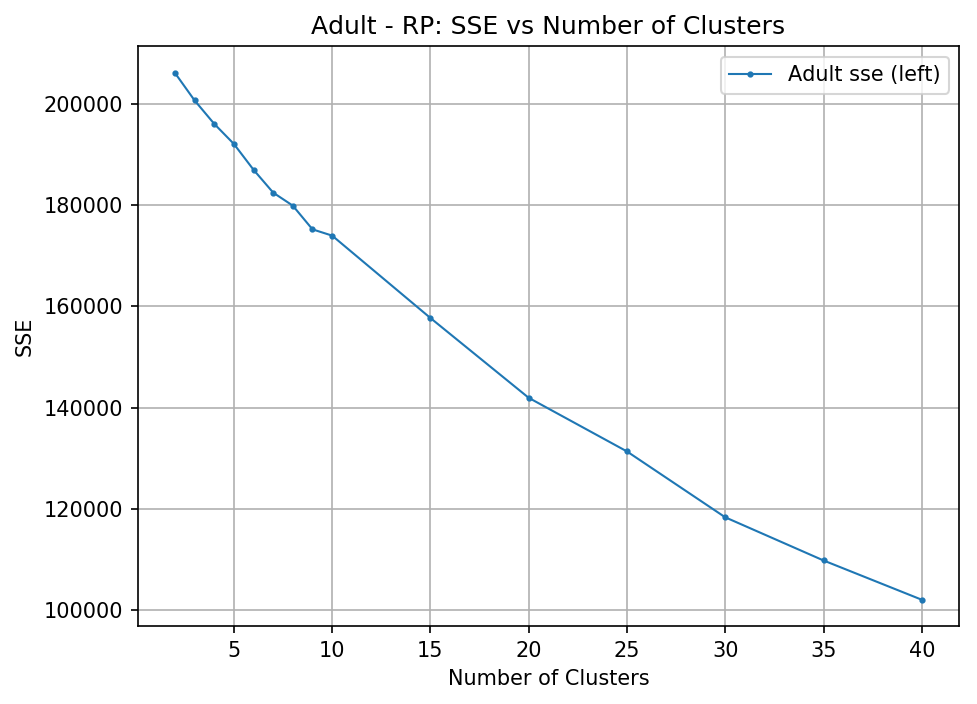 Adult - RP: SSE vs Number of Clusters
Adult sse (left)
200000
180000
160000
140000
120000
100000
SSE
5 10 15 20 25 30 35 40
Number of Clusters